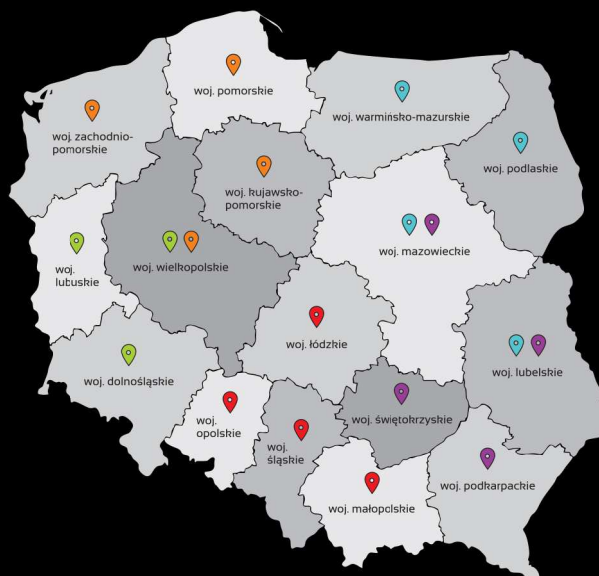 woj. pomorskie
woj. warmińsko-mazurskie
woj. zachodnio-
pomorskie
woj. podlaskie
woj. kujawsko-
pomorskie
woj. mazowieckie
woj. wielkopolskie
woj.
lubuskie
woj. łódzkie
woj. lubelskie
woj. dolnośląskie
woj. świętokrzyskie
woj.
opolskie
woj.
śląskie
woj. podkarpackie
woj. małopolskie